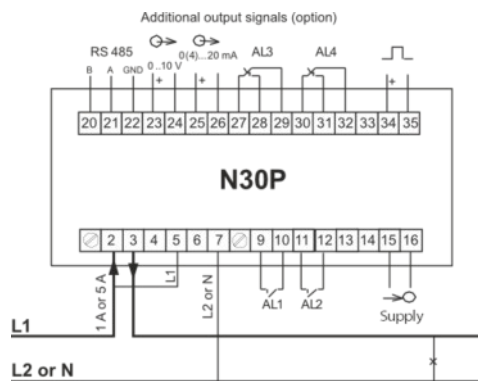 Additional output signals (option)
RS 485 0(4)...20 mA AL3 AL4
B A GND 0 ..10 V
+ + +
20 21 22 23 24 25 26 27 28 29 30 31 32 33 34 35
N30P
2 3 4 5 6 7 9 10 11 12 13 14 15 16
1 A or 5 A
L1
L2 or N
AL1 AL2
Supply
L1
x
L2 or N